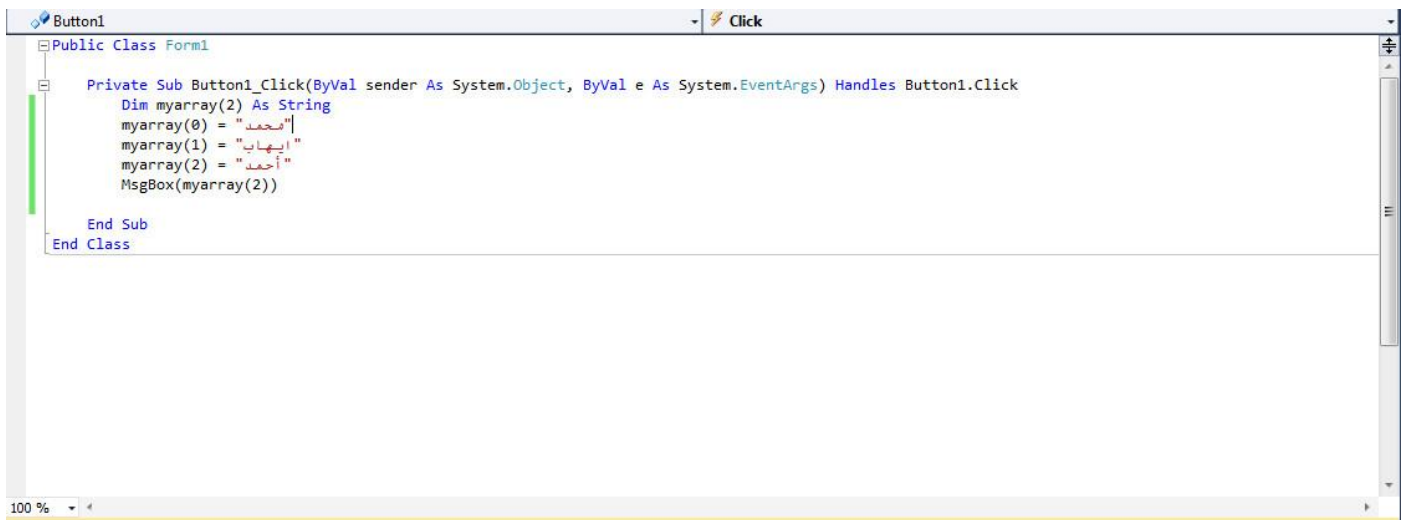 Button1
Click
Public Class Form1
Private Sub Button1_Click(ByVal sender As System.Object, ByVal e As System.EventArgs) Handles Button1.Click
Dim myarray(2) As String
myarray(0) = "محمد"
myarray(1) = "ايهاب"
myarray(2) = "أحمد"
MsgBox(myarray(2))
End Sub
End Class
100 %